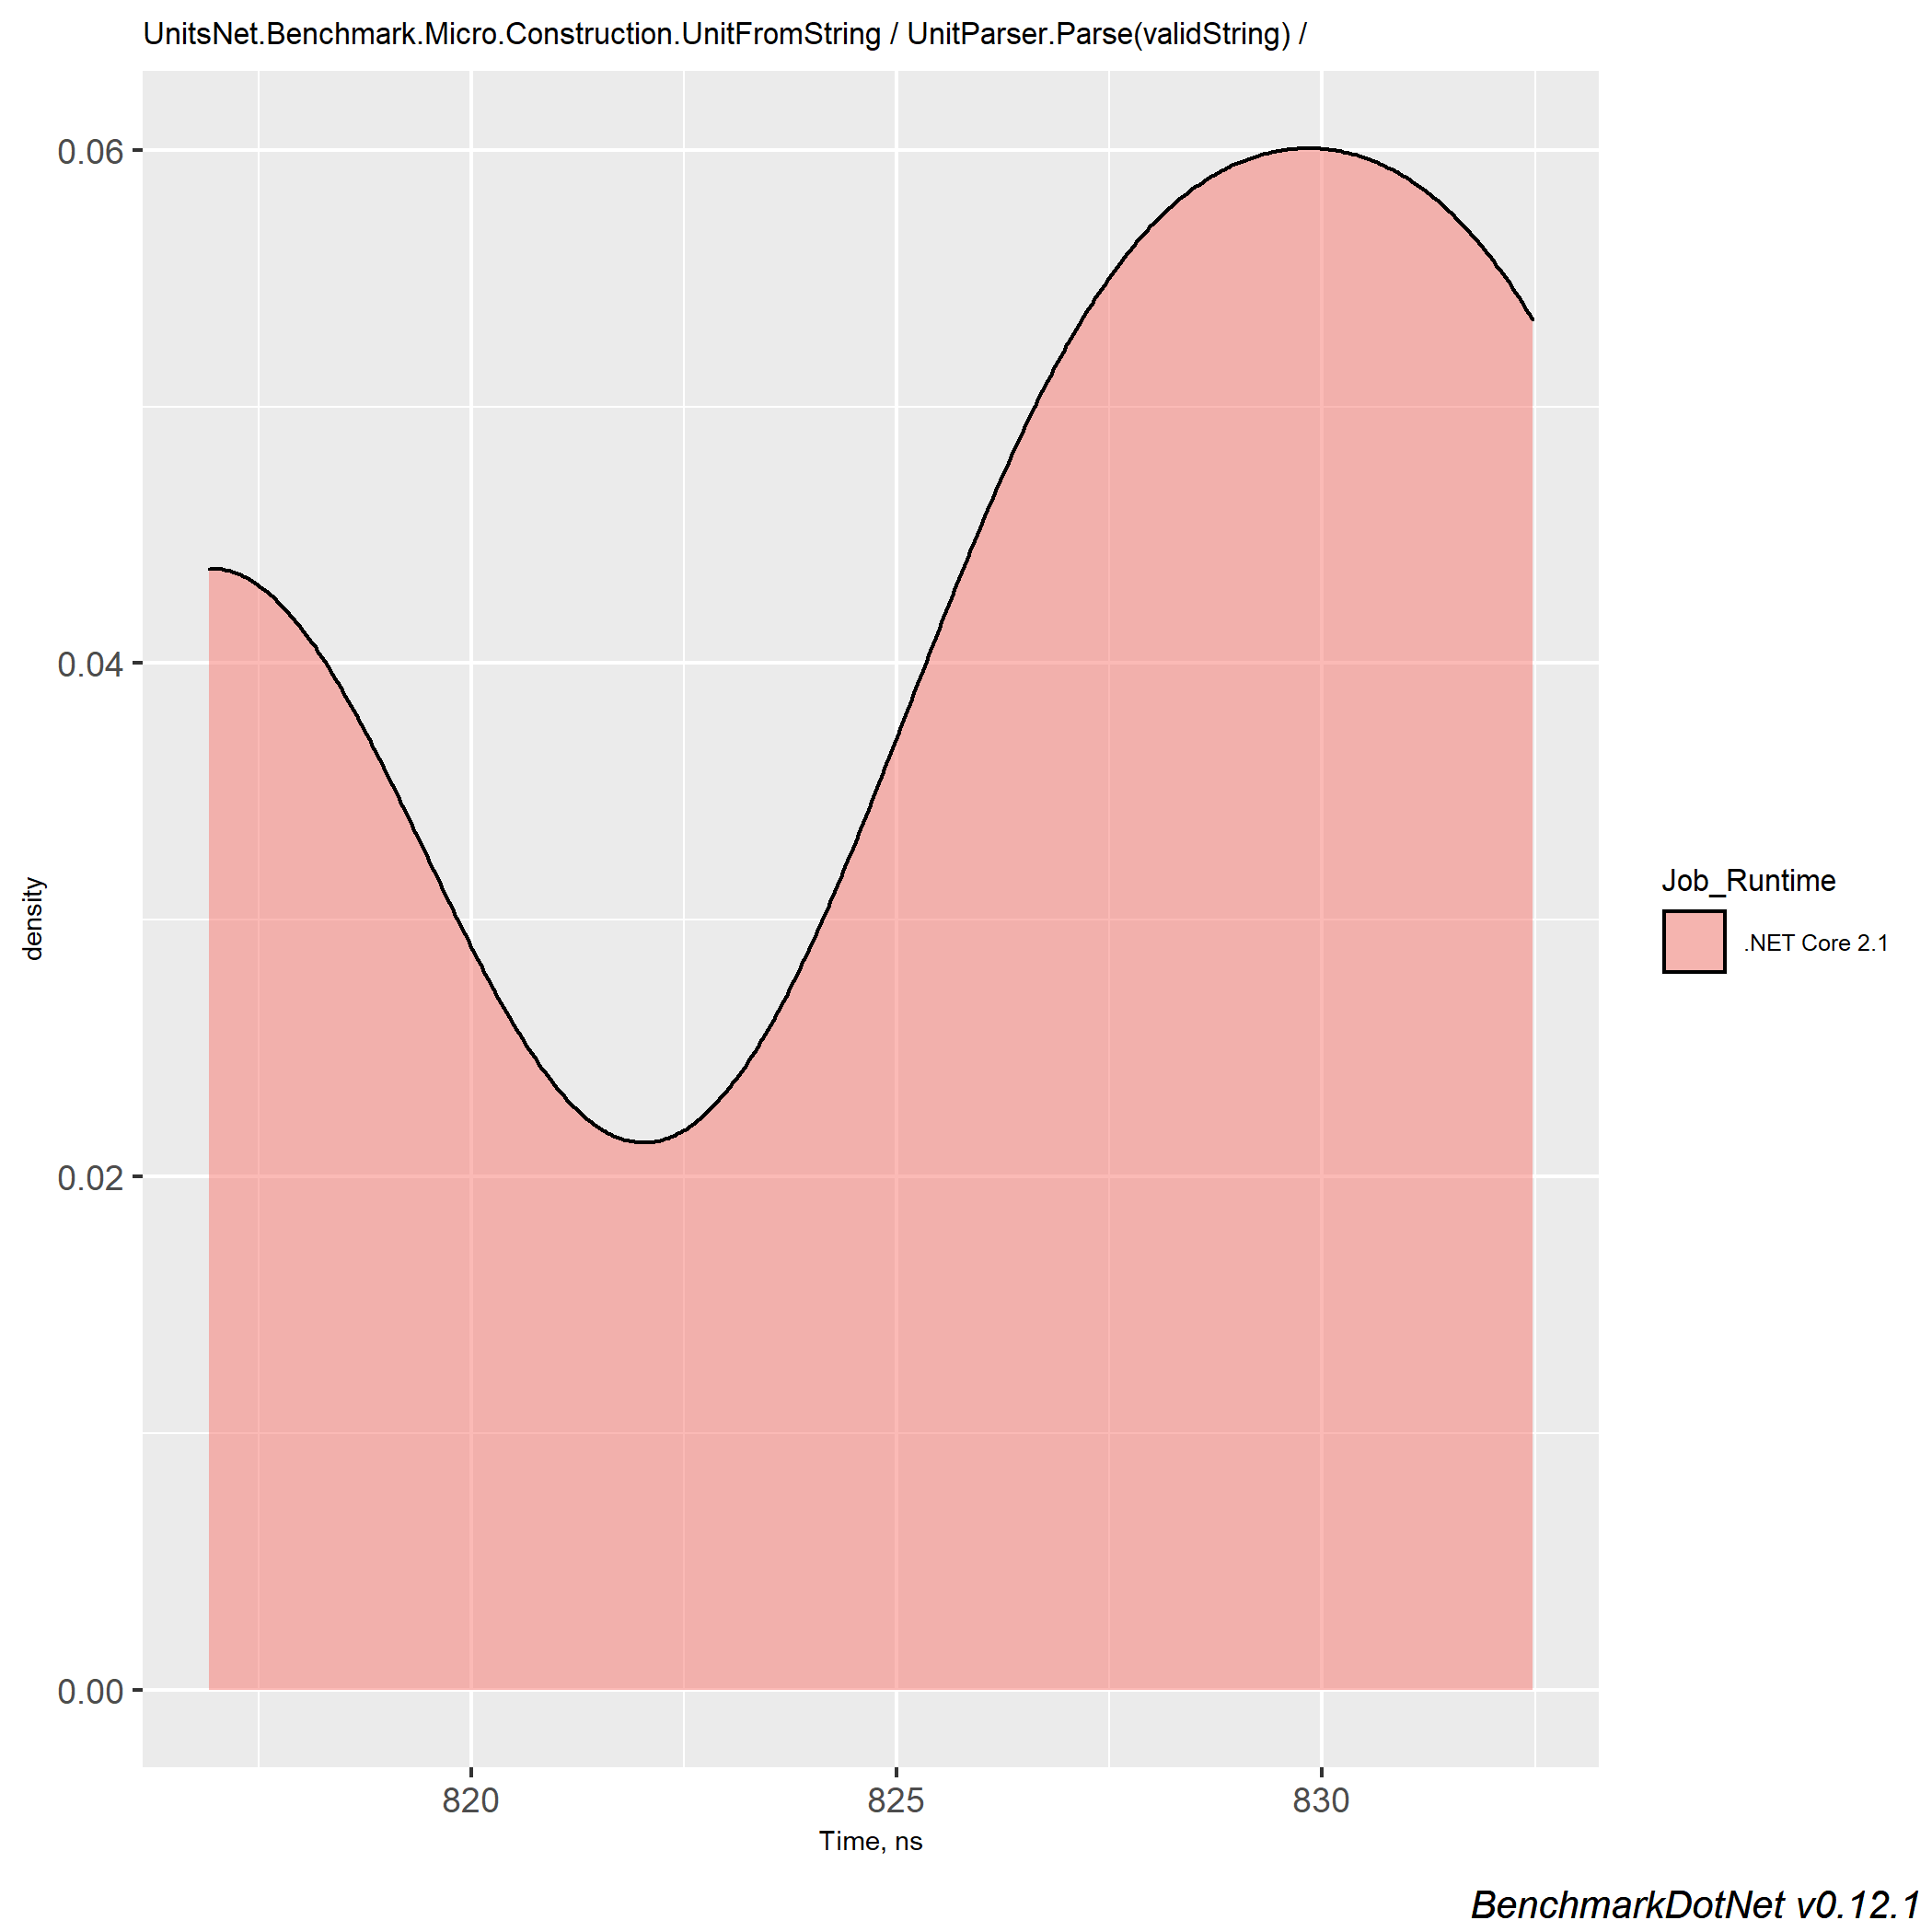 UnitsNet.Benchmark.Micro.Construction.UnitFromString / UnitParser.Parse(validString) /
0.06
0.04
0.02
0.00
density
820
825
830
Time, ns
Job_Runtime
.NET Core 2.1
BenchmarkDotNet v0.12.1